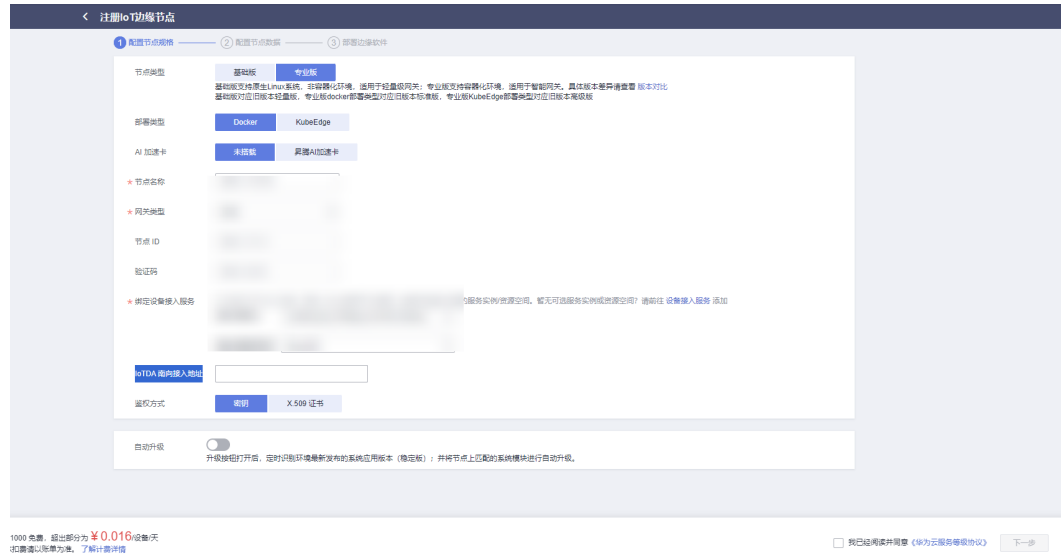 注册IoT边缘节点
1 配置节点规格 2 配置节点数据 3 部署边缘软件
节点类型 基础版 专业版
基础版支持原生Linux系统，非容器化环境，适用于轻量级网关；专业版支持容器化环境，适用于智能网关。具体版本差异请查看 版本对比
基础版对应旧版本轻量版，专业版docker部署类型对应旧版本标准版，专业版KubeEdge部署类型对应旧版本高级版
部署类型 Docker KubeEdge
AI 加速卡 未搭载 昇腾AI加速卡
* 节点名称
* 网关类型
节点 ID
验证码
* 绑定设备接入服务 服务实例/资源空间。暂无可选服务实例或资源空间？请前往 设备接入服务 添加
IoTDA 南向接入地址
鉴权方式 密钥 X.509 证书
自动升级
升级按钮打开后，定时识别环境最新发布的系统应用版本（稳定版）；并将节点上匹配的系统模块进行自动升级。
1000 免费，超出部分为 ￥0.016/设备/天
扣费请以账单为准。 了解计费详情
我已经阅读并同意《华为云服务等级协议》 下一步